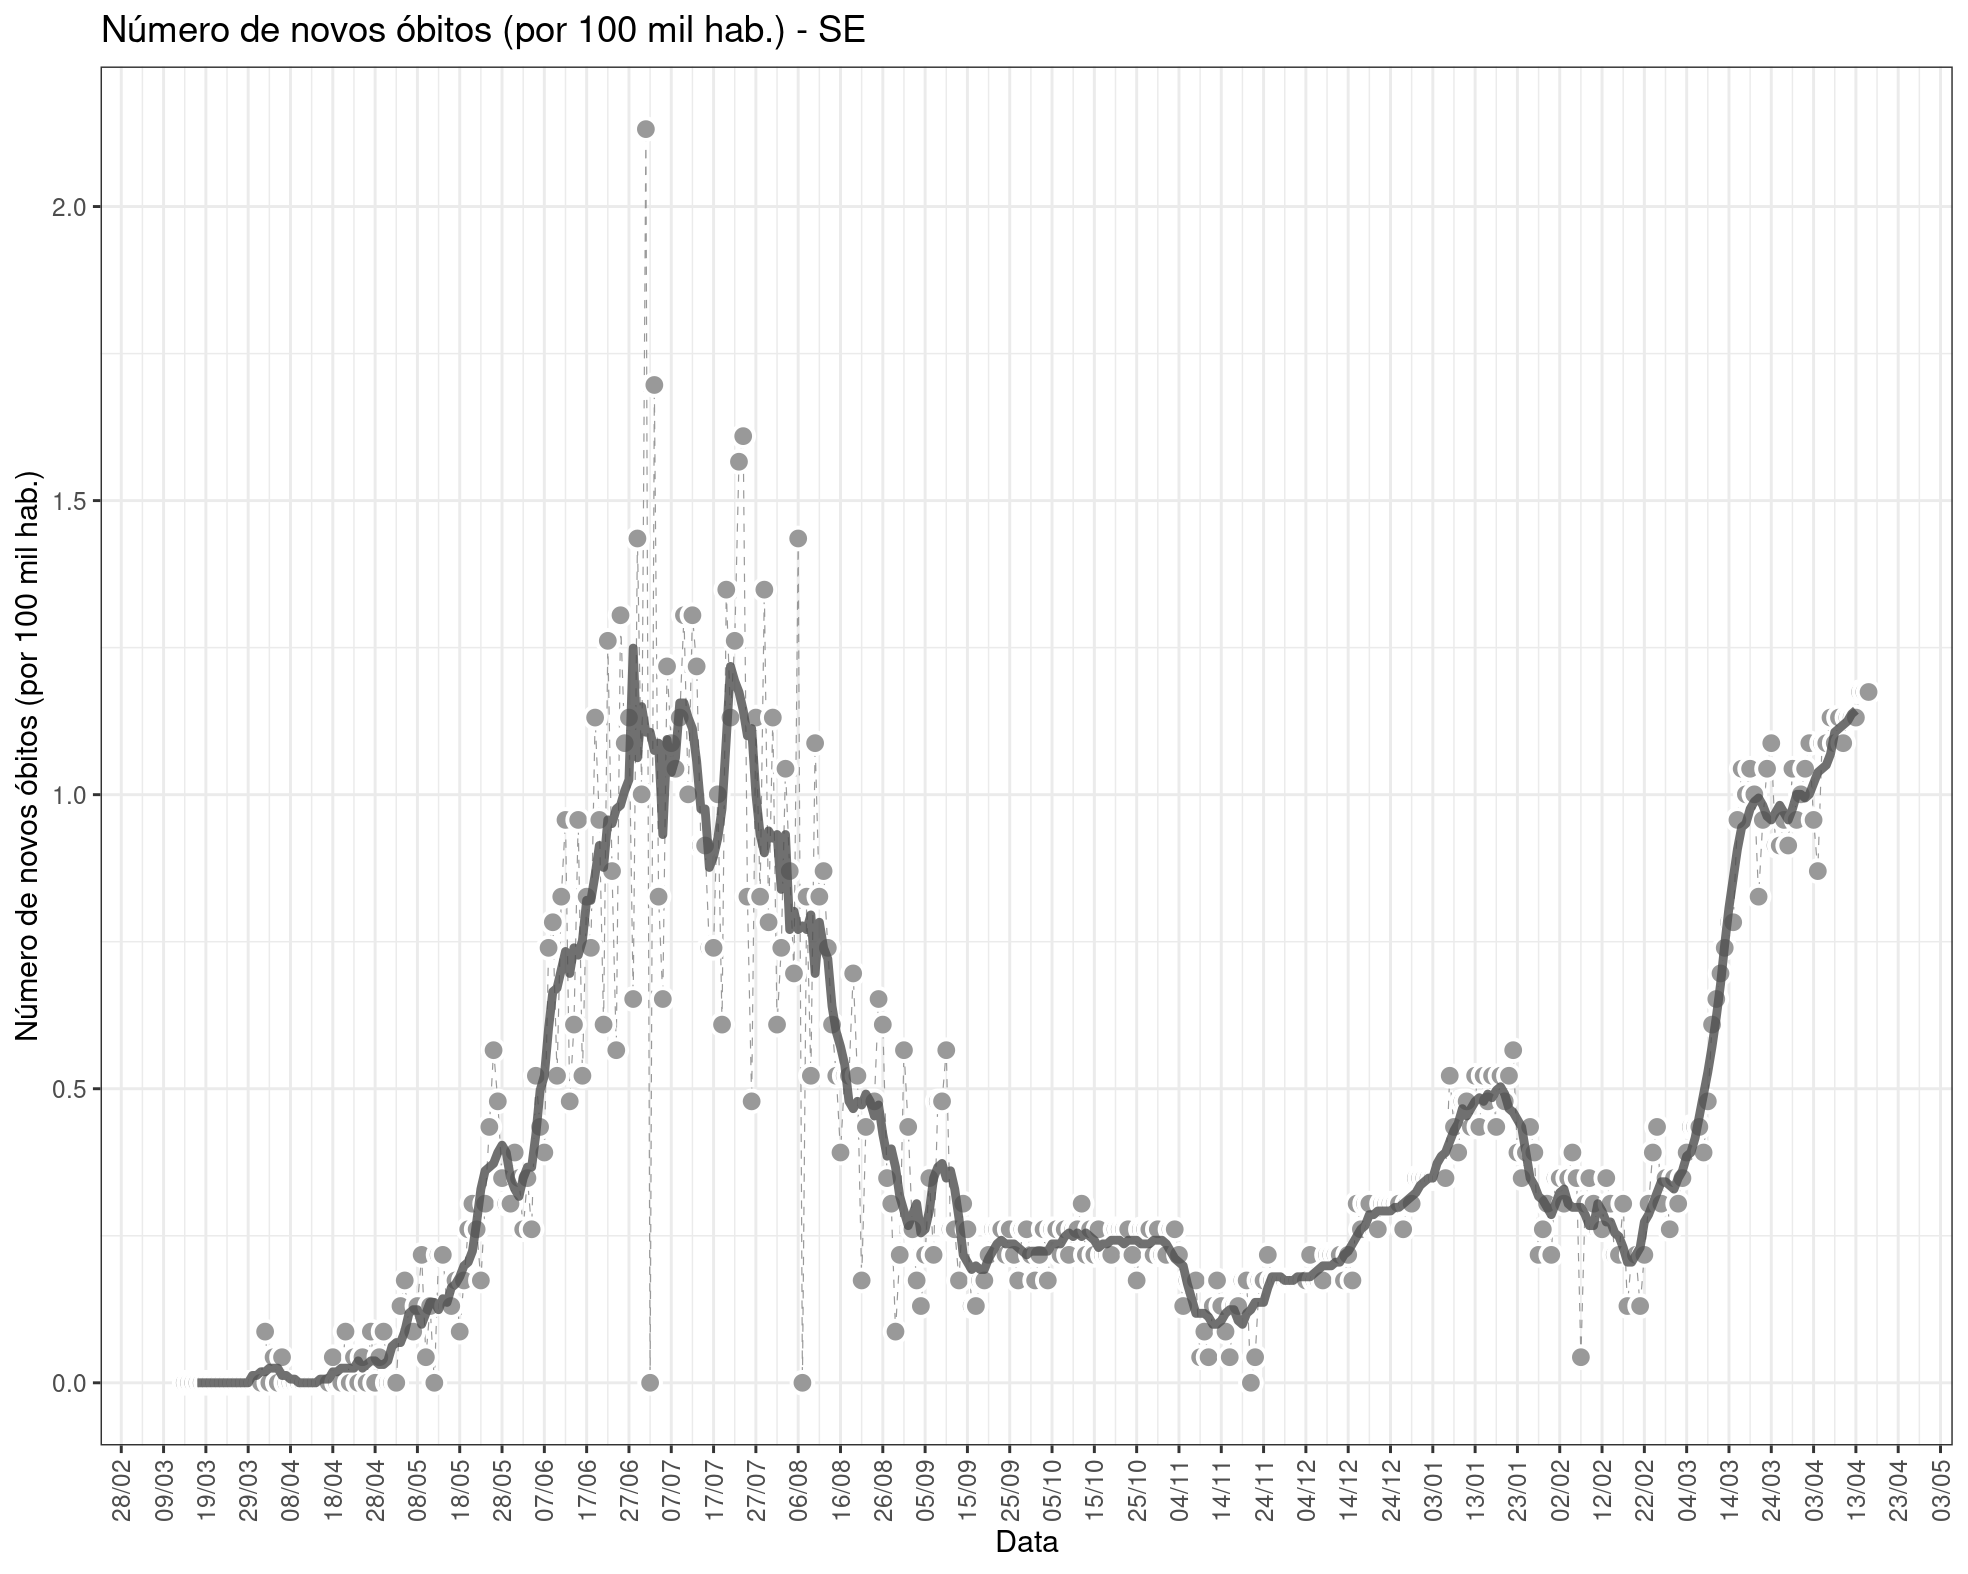 Número de novos óbitos (por 100 mil hab.) - SE
Número de novos óbitos (por 100 mil hab.)
2.0
1.5
1.0
0.5
0.0
28/02 09/03 19/03 29/03 08/04 18/04 28/04 08/05 18/05 28/05 07/06 17/06 27/06 07/07 17/07 27/07 06/08 16/08 26/08 05/09 15/09 25/09 05/10 15/10 25/10 04/11 14/11 24/11 04/12 14/12 24/12 03/01 13/01 23/01 02/02 12/02 22/02 04/03 14/03 24/03 03/04 13/04 23/04 03/05
Data